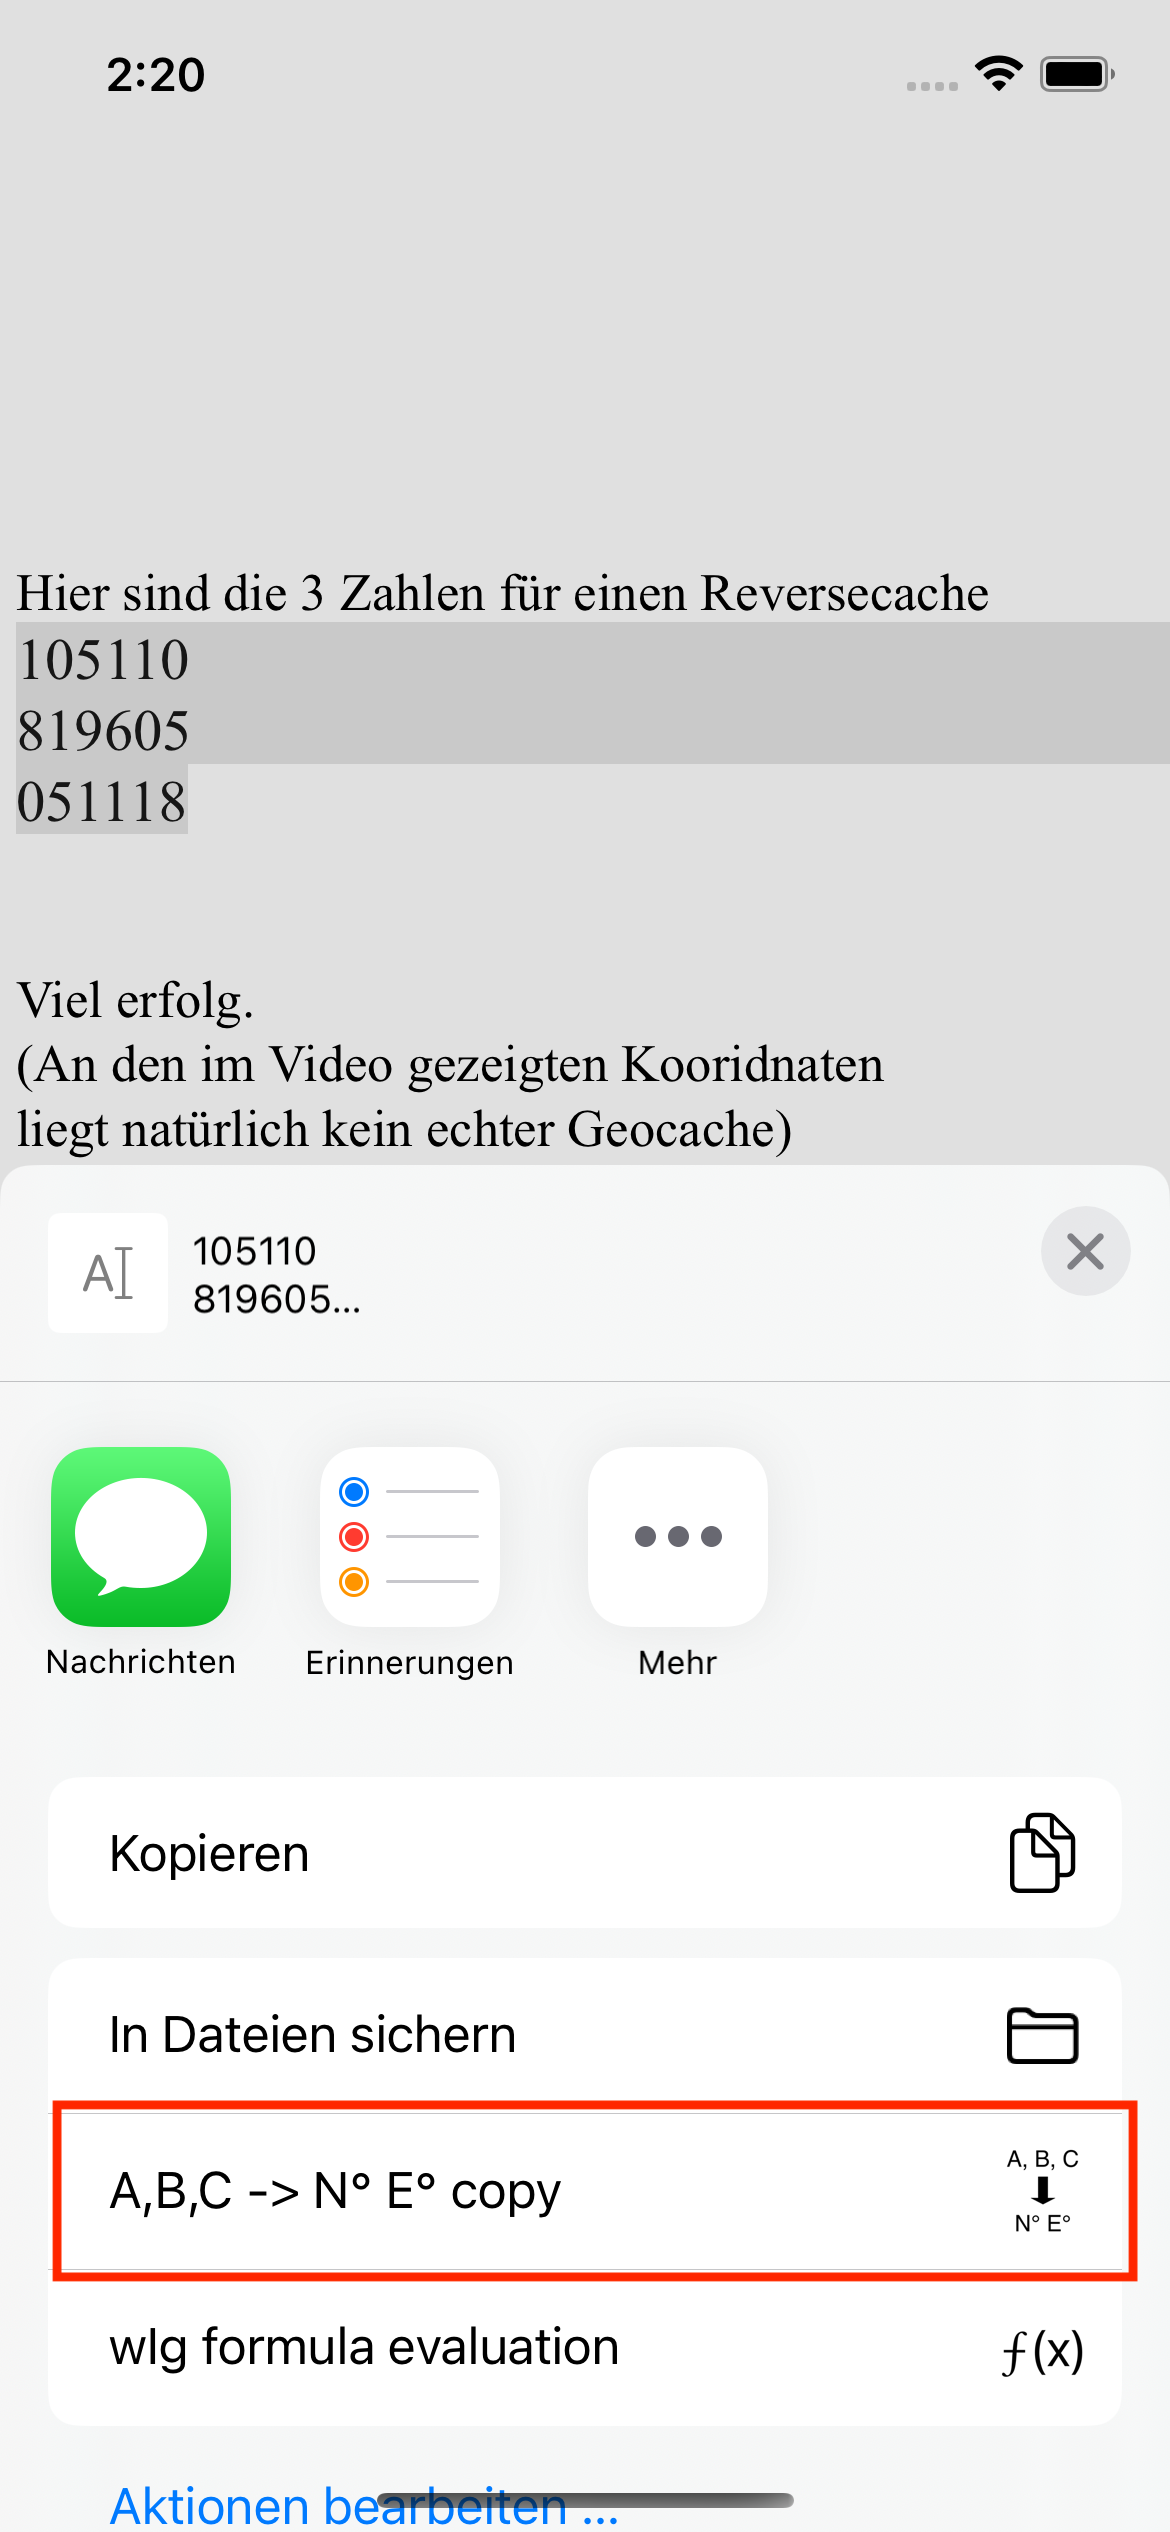 2:20
Hier sind die 3 Zahlen für einen Reversecache
105110
819605
051118
Viel erfolg.
(An den im Video gezeigten Kooridnaten
liegt natürlich kein echter Geocache)
A
105110
819605...
Nachrichten
Erinnerungen
Mehr
Kopieren
In Dateien sichern
A,B,C -> N° E° copy
A, B, C
N° E°
wlg formula evaluation
ƒ(x)
Aktionen bearbeiten ...